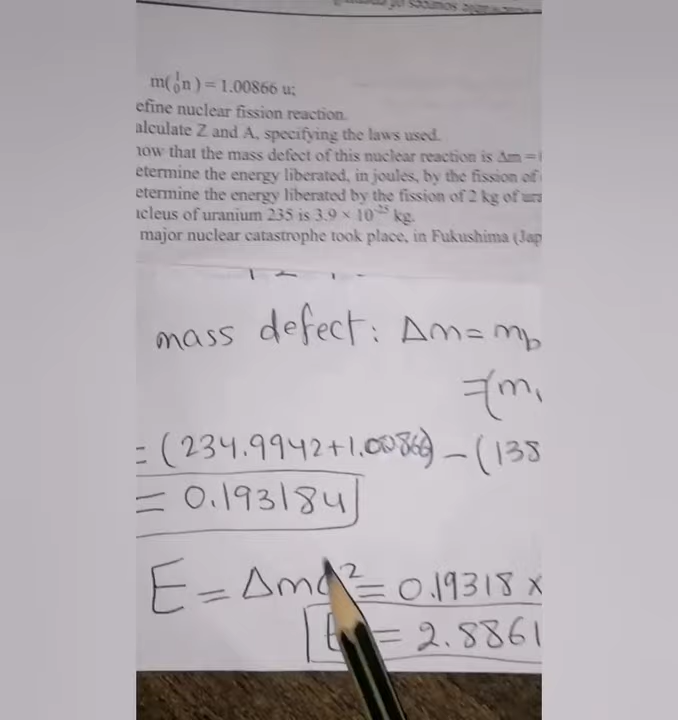 m(¹₀n) = 1.00866 u;
efine nuclear fission reaction.
alculate Z and A, specifying the laws used.
now that the mass defect of this nuclear reaction is Δm =
etermine the energy liberated, in joules, by the fission of
etermine the energy liberated by the fission of 2 kg of ura
ucleus of uranium 235 is 3.9 × 10⁻²⁵ kg.
major nuclear catastrophe took place, in Fukushima (Jap
mass defect: Δm = mb
=(m
= (234.9942+1.00866) – (138
= 0.19318u
E = Δmc² = 0.19318 ×
= 2.8861